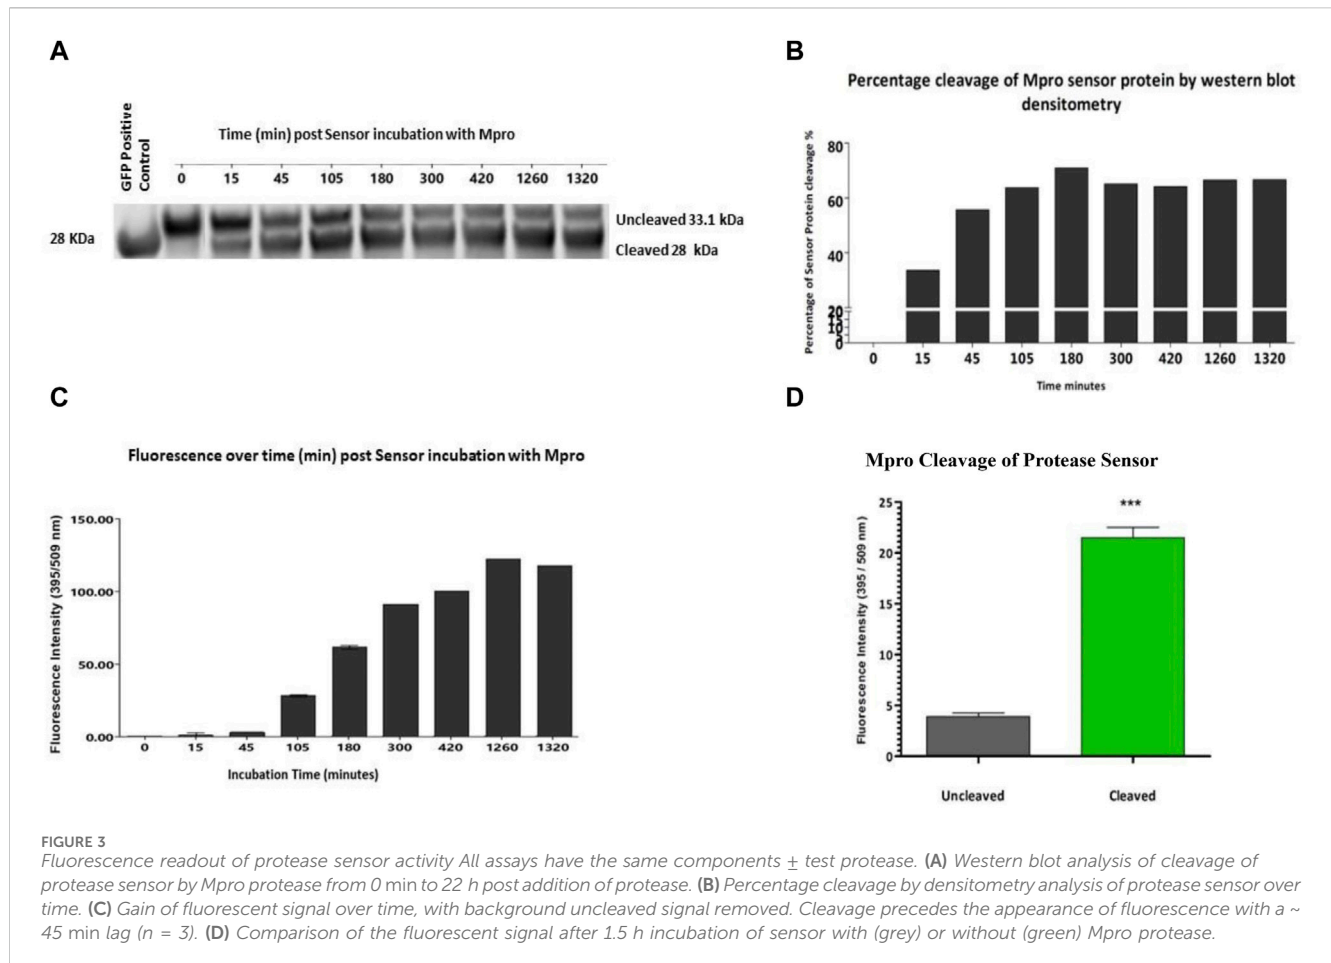 A
GFP Positive
Control
Time (min) post Sensor incubation with Mpro
0 15 45 105 180 300 420 1260 1320
28 KDa
Uncleaved 33.1 kDa
Cleaved 28 kDa
B
Percentage cleavage of Mpro sensor protein by western blot
densitometry
Percentage of Sensor Protein cleavage %
80
60
40
20
15
10
5
0
0 15 45 105 180 300 420 1260 1320
Time minutes
C
Fluorescence over time (min) post Sensor incubation with Mpro
Fluorescence Intensity (395/509 nm)
150.00
100.00
50.00
0.00
0 15 45 105 180 300 420 1260 1320
Incubation Time (minutes)
D
Mpro Cleavage of Protease Sensor
Fluorescence Intensity (395 / 509 nm)
25
20
15
10
5
0
***
Uncleaved Cleaved
FIGURE 3
Fluorescence readout of protease sensor activity All assays have the same components ± test protease. (A) Western blot analysis of cleavage of
protease sensor by Mpro protease from 0 min to 22 h post addition of protease. (B) Percentage cleavage by densitometry analysis of protease sensor over
time. (C) Gain of fluorescent signal over time, with background uncleaved signal removed. Cleavage precedes the appearance of fluorescence with a ~
45 min lag (n = 3). (D) Comparison of the fluorescent signal after 1.5 h incubation of sensor with (grey) or without (green) Mpro protease.